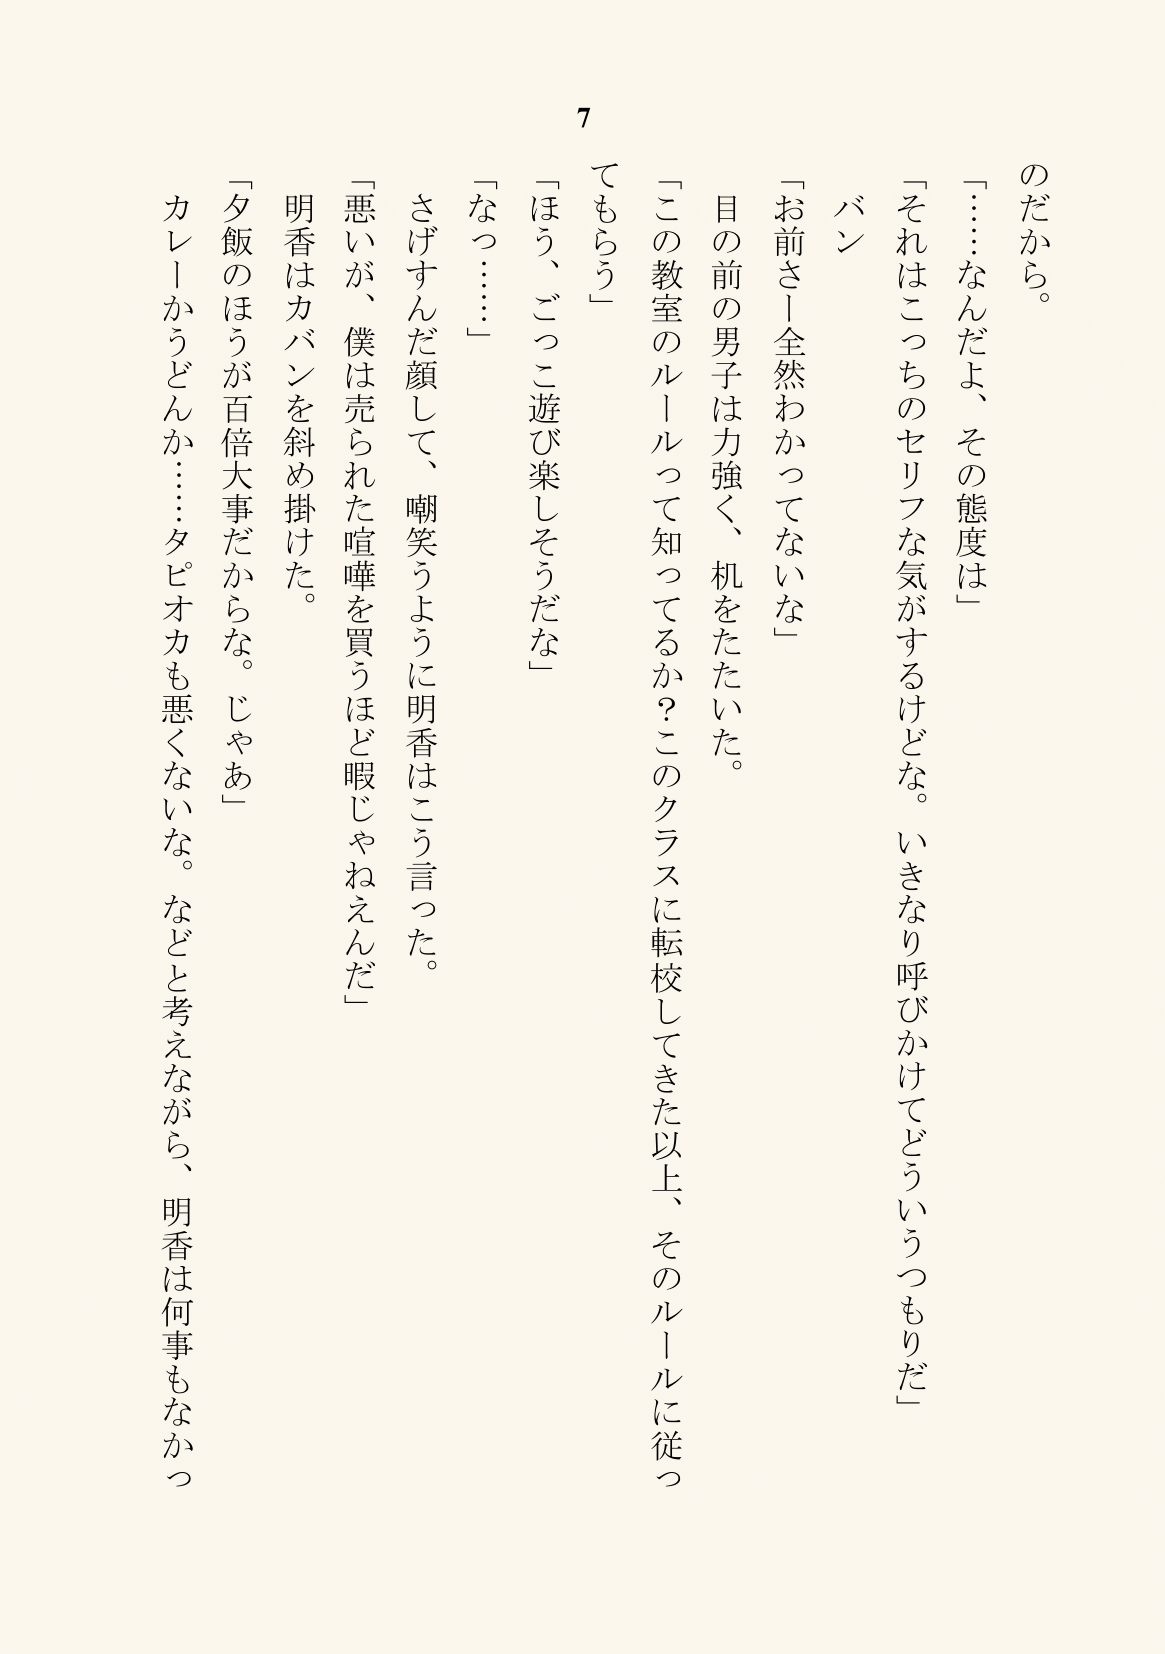 7
のだから。
「……なんだよ、その態度は」
「それはこっちのセリフな気がするけどな。いきなり呼びかけてどういうつもりだ」
バン
「お前さー全然わかってないな」
目の前の男子は力強く、机をたたいた。
「この教室のルールって知ってるか？このクラスに転校してきた以上、そのルールに従っ
てもらう」
「ほう、ごっこ遊び楽しそうだな」
「なっ……」
さげすんだ顔して、嘲笑うように明香はこう言った。
「悪いが、僕は売られた喧嘩を買うほど暇じゃねえんだ」
明香はカバンを斜め掛けた。
「夕飯のほうが百倍大事だからな。じゃあ」
カレーかうどんか……タピオカも悪くないな。などと考えながら、明香は何事もなかっ